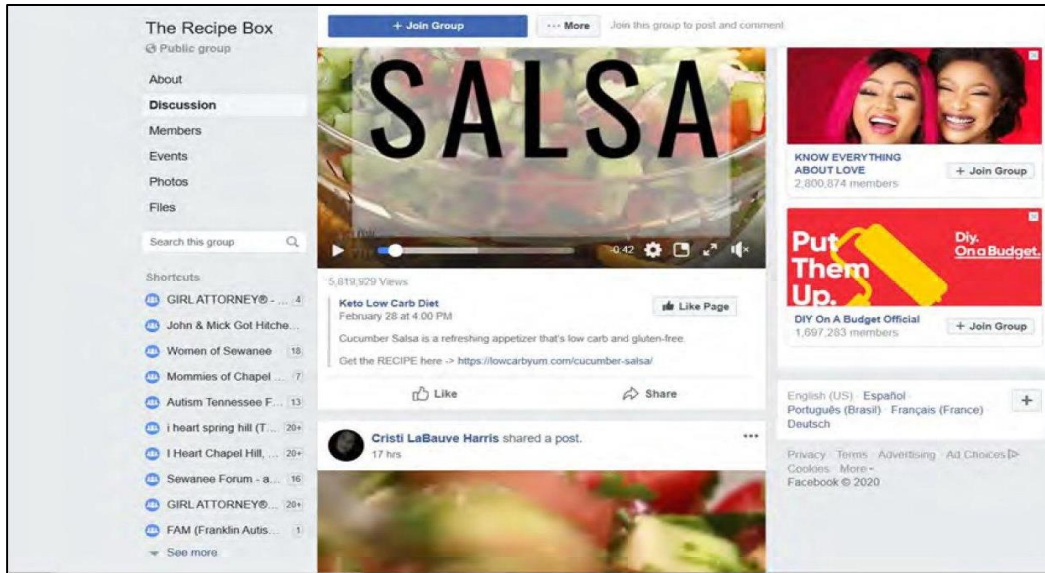 The Recipe Box
Public group
About
Discussion
Members
Events
Photos
Files
Search this group
Shortcuts
GIRL ATTORNEY® - ... 4
John & Mick Got Hitche...
Women of Sewanee 18
Mommies of Chapel ... 7
Autism Tennessee F... 13
i heart spring hill (T... 20+
I Heart Chapel Hill, ... 20+
Sewanee Forum - a... 16
GIRL ATTORNEY®... 20+
FAM (Franklin Autis... 1
See more
+ Join Group
··· More
Join this group to post and comment
SALSA
-0:42
5,819,929 Views
Keto Low Carb Diet
February 28 at 4:00 PM
Like Page
Cucumber Salsa is a refreshing appetizer that's low carb and gluten-free
Get the RECIPE here -> https://lowcarbyum.com/cucumber-salsa/
Like
Share
Cristi LaBauve Harris shared a post.
17 hrs
KNOW EVERYTHING
ABOUT LOVE
2,800,874 members
+ Join Group
Put
Them
Up.
Diy.
On a Budget.
DIY On A Budget Official
1,697,283 members
+ Join Group
English (US) · Español ·
Português (Brasil) · Français (France) ·
Deutsch
+
Privacy · Terms · Advertising · Ad Choices
Cookies · More
Facebook © 2020